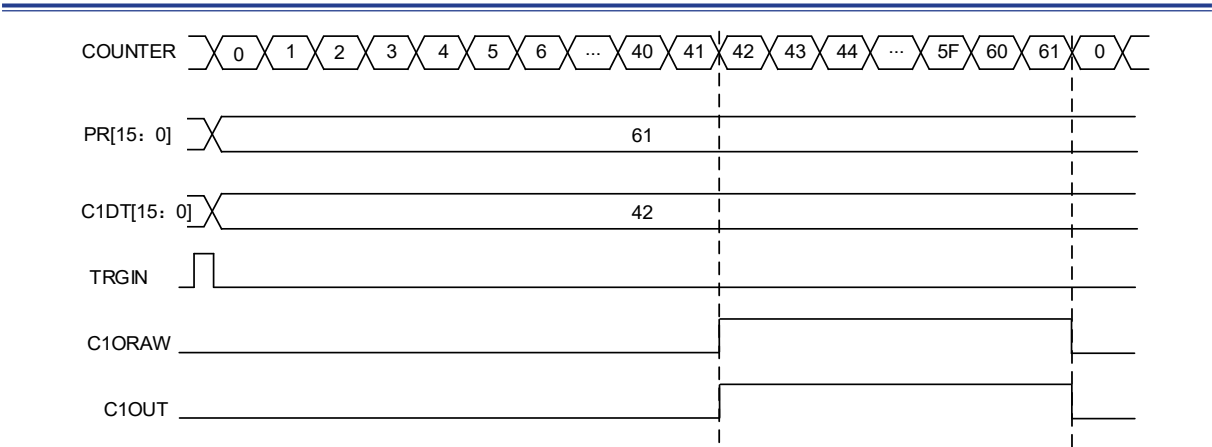 COUNTER 0 1 2 3 4 5 6 ... 40 41 42 43 44 ... 5F 60 61 0
PR[15：0] 61
C1DT[15：0] 42
TRGIN
C1ORAW
C1OUT